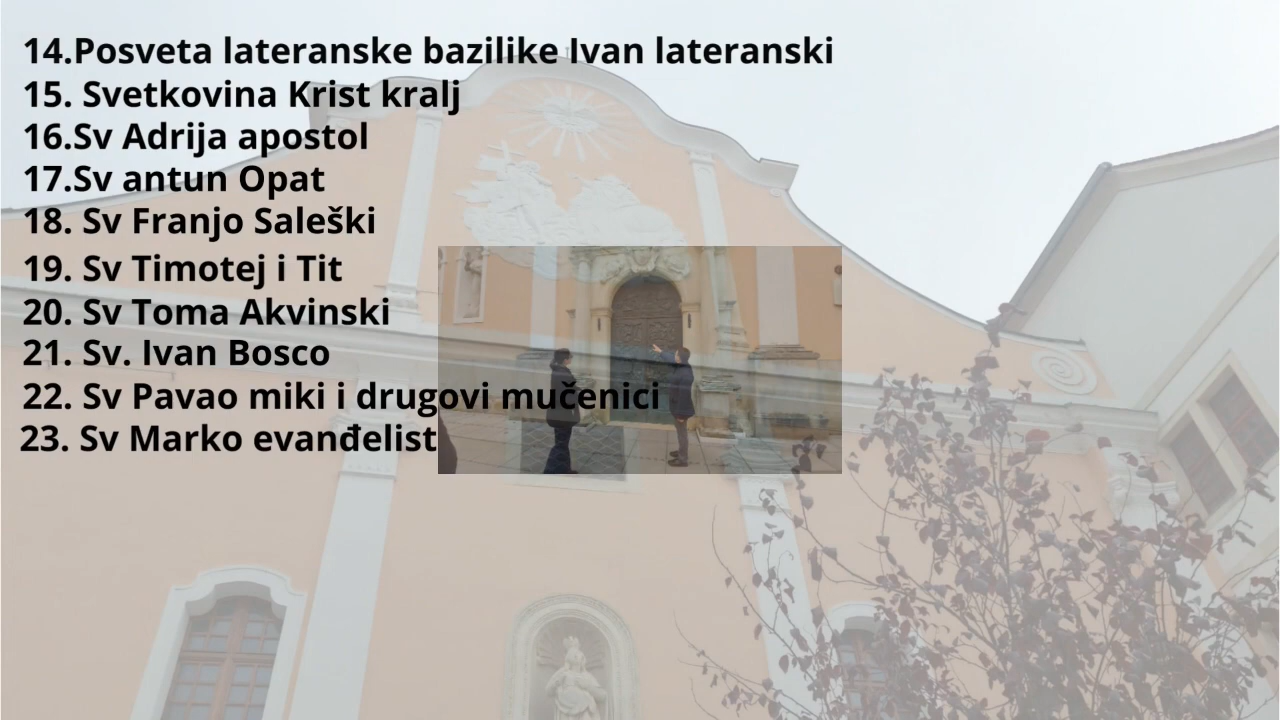 14.Posveta lateranske bazilike Ivan lateranski
15. Svetkovina Krist kralj
16.Sv Adrija apostol
17.Sv antun Opat
18. Sv Franjo Saleški
19. Sv Timotej i Tit
20. Sv Toma Akvinski
21. Sv. Ivan Bosco
22. Sv Pavao miki i drugovi mučenici
23. Sv Marko evanđelist